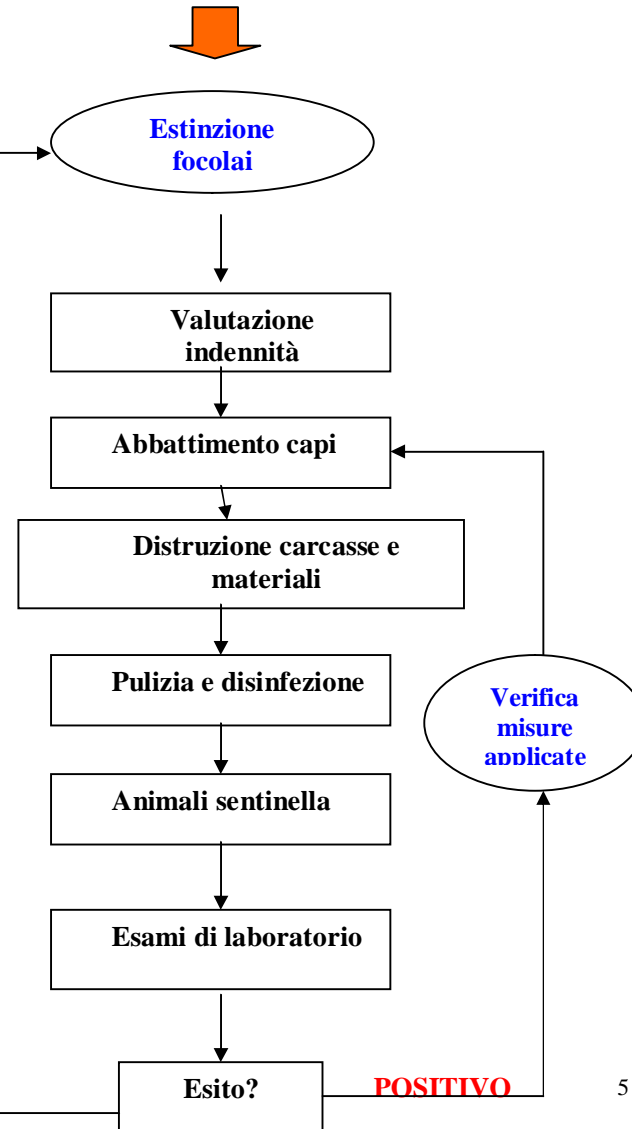 Estinzione
focolai
Valutazione
indennità
Abbattimento capi
Distruzione carcasse e
materiali
Pulizia e disinfezione
Verifica
misure
applicate
Animali sentinella
Esami di laboratorio
Esito?
POSITIVO
5